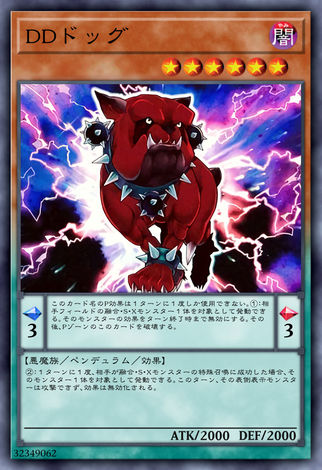 DDドッグ
闇
やみ
このカード名のP効果は1ターンに1度しか使用できない。①:相
手フィールドの融合・S・Xモンスター1体を対象として発動でき
る。そのモンスターの効果をターン終了時まで無効にする。その
後、Pゾーンのこのカードを破壊する。
3
3
【悪魔族/ペンデュラム/効果】
②:1ターンに1度、相手が融合・S・Xモンスターの特殊召喚に成功した場合、そ
のモンスター1体を対象として発動できる。このターン、その表側表示モンスタ
ーは攻撃できず、効果は無効化される。
ATK/2000 DEF/2000
32349062